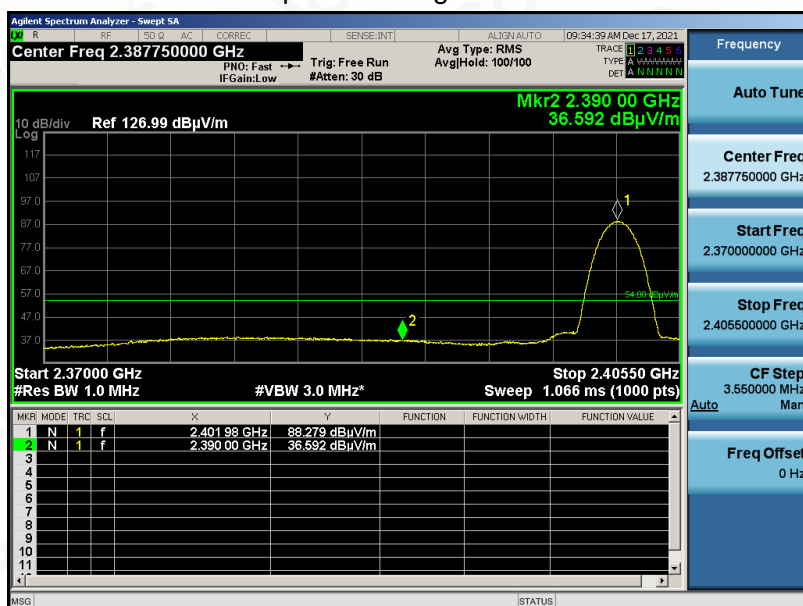 Agilent Spectrum Analyzer - Swept SA
LXI R RF 50 Ω AC CORREC SENSE:INT ALIGN AUTO 09:34:39 AM Dec 17, 2021
Center Freq 2.387750000 GHz
PNO: Fast Trig: Free Run
IFGain:Low #Atten: 30 dB
Avg Type: RMS
Avg|Hold: 100/100
TRACE 1 2 3 4 5 6
TYPE A
DET A N N N N N
Mkr2 2.390 00 GHz
36.592 dBµV/m
10 dB/div Ref 126.99 dBµV/m
Log
117
107
97.0
87.0
77.0
67.0
57.0
47.0
37.0
1
2
54.00 dBµV/m
Start 2.37000 GHz Stop 2.40550 GHz
#Res BW 1.0 MHz #VBW 3.0 MHz* Sweep 1.066 ms (1000 pts)
MKR MODE TRC SCL X Y FUNCTION FUNCTION WIDTH FUNCTION VALUE
1 N 1 f 2.401 98 GHz 88.279 dBµV/m
2 N 1 f 2.390 00 GHz 36.592 dBµV/m
3
4
5
6
7
8
9
10
11
MSG STATUS
Frequency
Auto Tune
Center Freq
2.387750000 GHz
Start Freq
2.370000000 GHz
Stop Freq
2.405500000 GHz
CF Step
3.550000 MHz
Auto Man
Freq Offset
0 Hz